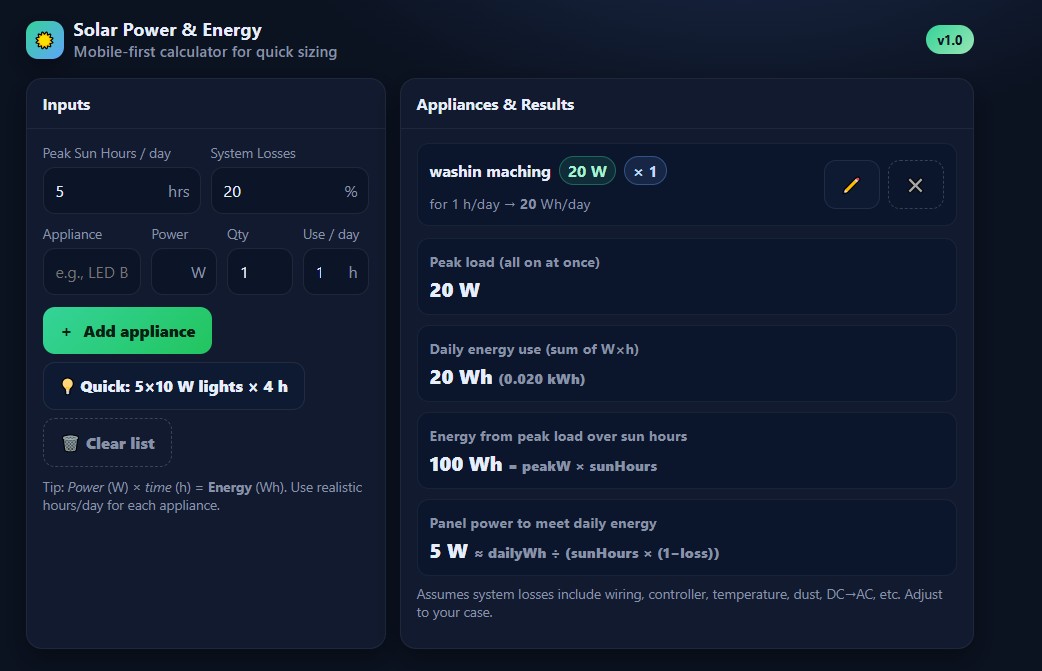 Solar Power & Energy
Mobile-first calculator for quick sizing
v1.0
Inputs
Peak Sun Hours / day System Losses
5 hrs 20 %
Appliance Power Qty Use / day
e.g., LED B W 1 1 h
+ Add appliance
💡 Quick: 5×10 W lights × 4 h
🗑️ Clear list
Tip: Power (W) × time (h) = Energy (Wh). Use realistic
hours/day for each appliance.
Appliances & Results
washin maching 20 W × 1
for 1 h/day → 20 Wh/day
Peak load (all on at once)
20 W
Daily energy use (sum of W×h)
20 Wh (0.020 kWh)
Energy from peak load over sun hours
100 Wh = peakW × sunHours
Panel power to meet daily energy
5 W ≈ dailyWh ÷ (sunHours × (1−loss))
Assumes system losses include wiring, controller, temperature, dust, DC→AC, etc. Adjust
to your case.